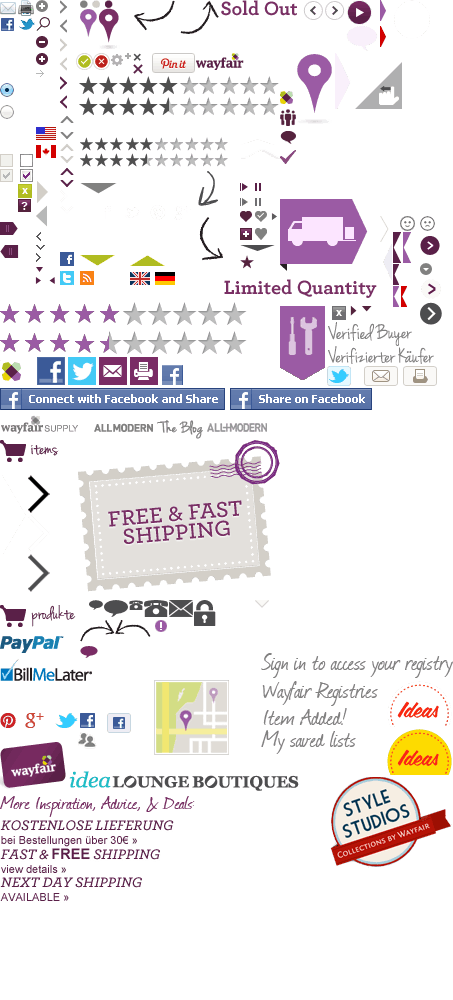 Sold Out
Pin it
wayfair
x
?
Limited Quantity
Verified Buyer
Verifizierter Käufer
Connect with Facebook and Share
Share on Facebook
wayfair SUPPLY
ALLMODERN
The Blog
ALLMODERN
items
FREE & FAST
SHIPPING
produkte
PayPal
BillMeLater
Sign in to access your registry
Wayfair Registries
Item Added!
My saved lists
Ideas
Ideas
g+
wayfair
idea LOUNGE BOUTIQUES
STYLE
STUDIOS
COLLECTIONS BY WAYFAIR
More Inspiration, Advice, & Deals:
KOSTENLOSE LIEFERUNG
bei Bestellungen über 30€ »
FAST & FREE SHIPPING
view details »
NEXT DAY SHIPPING
AVAILABLE »